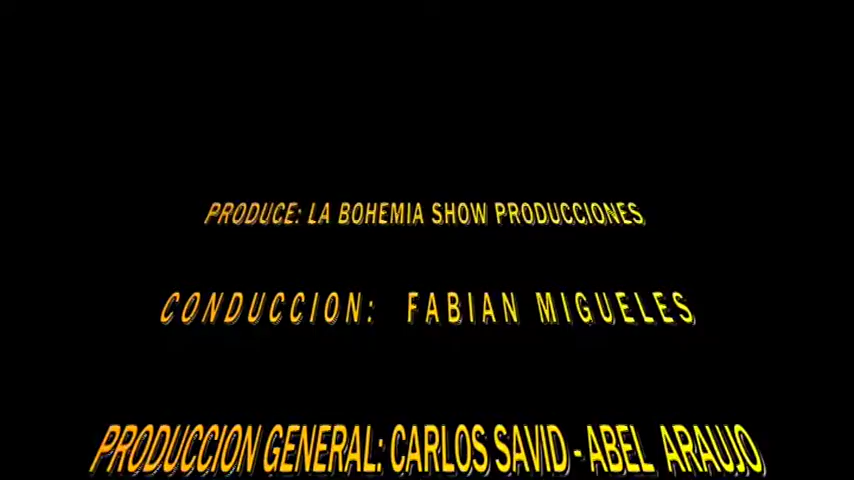 PRODUCE: LA BOHEMIA SHOW PRODUCCIONES
CONDUCCION: FABIAN MIGUELES
PRODUCCION GENERAL: CARLOS SAVID - ABEL ARAUJO